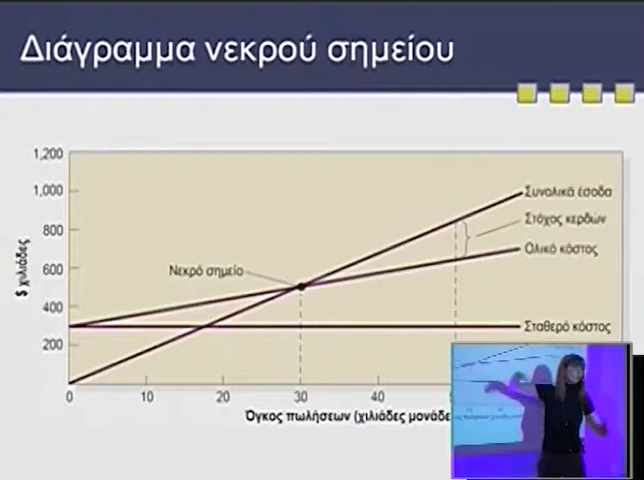 Διάγραμμα νεκρού σημείου
1,200
1,000
800
600
400
200
$ χιλιάδες
Συνολικά έσοδα
Στόχος κερδών
Ολικό κόστος
Νεκρό σημείο
Σταθερό κόστος
0
0
10
20
30
40
Όγκος πωλήσεων (χιλιάδες μονάδε